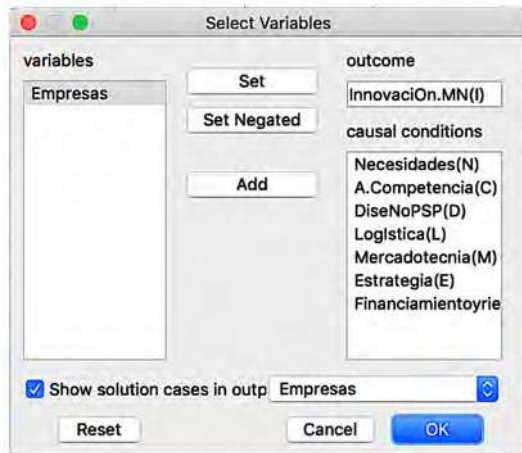 Select Variables
variables
Empresas
Set
Set Negated
Add
outcome
InnovaciOn.MN(I)
causal conditions
Necesidades(N)
A.Competencia(C)
DiseNoPSP(D)
LogIstica(L)
Mercadotecnia(M)
Estrategia(E)
Financiamientoyrie
Show solution cases in outp
Empresas
Reset
Cancel
OK